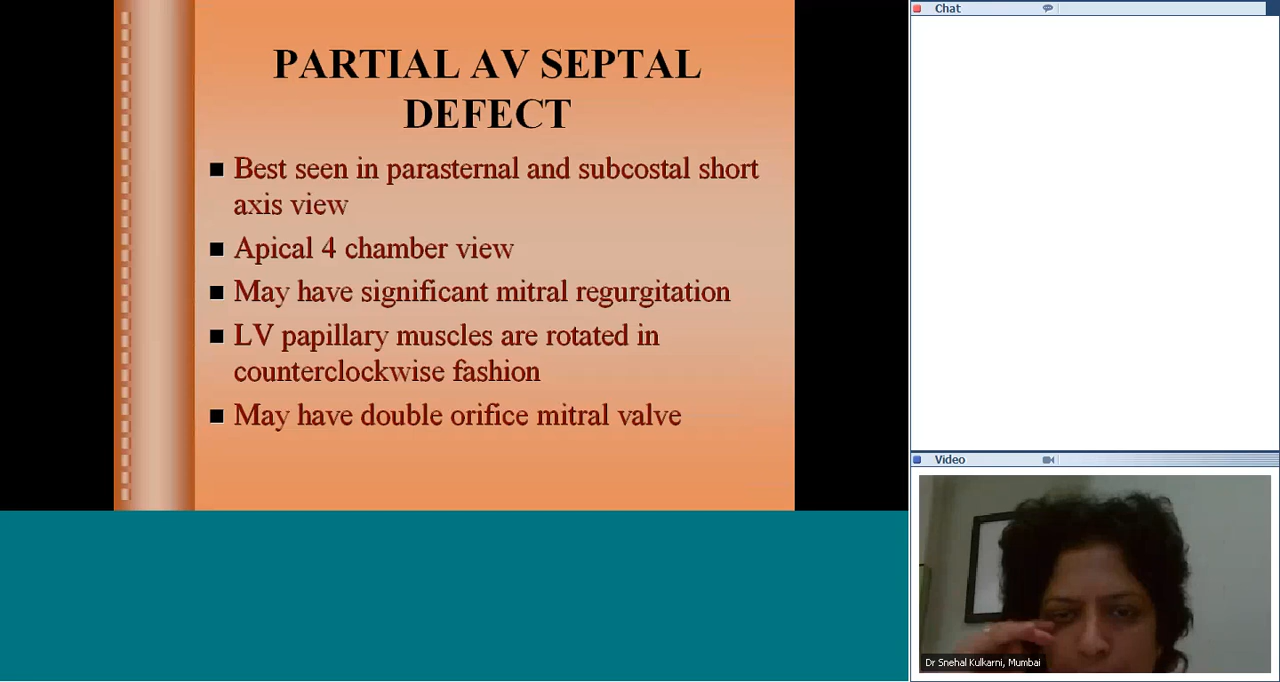 PARTIAL AV SEPTAL
DEFECT
Best seen in parasternal and subcostal short
axis view
Apical 4 chamber view
May have significant mitral regurgitation
LV papillary muscles are rotated in
counterclockwise fashion
May have double orifice mitral valve
Chat
Video
Dr Snehal Kulkarni, Mumbai